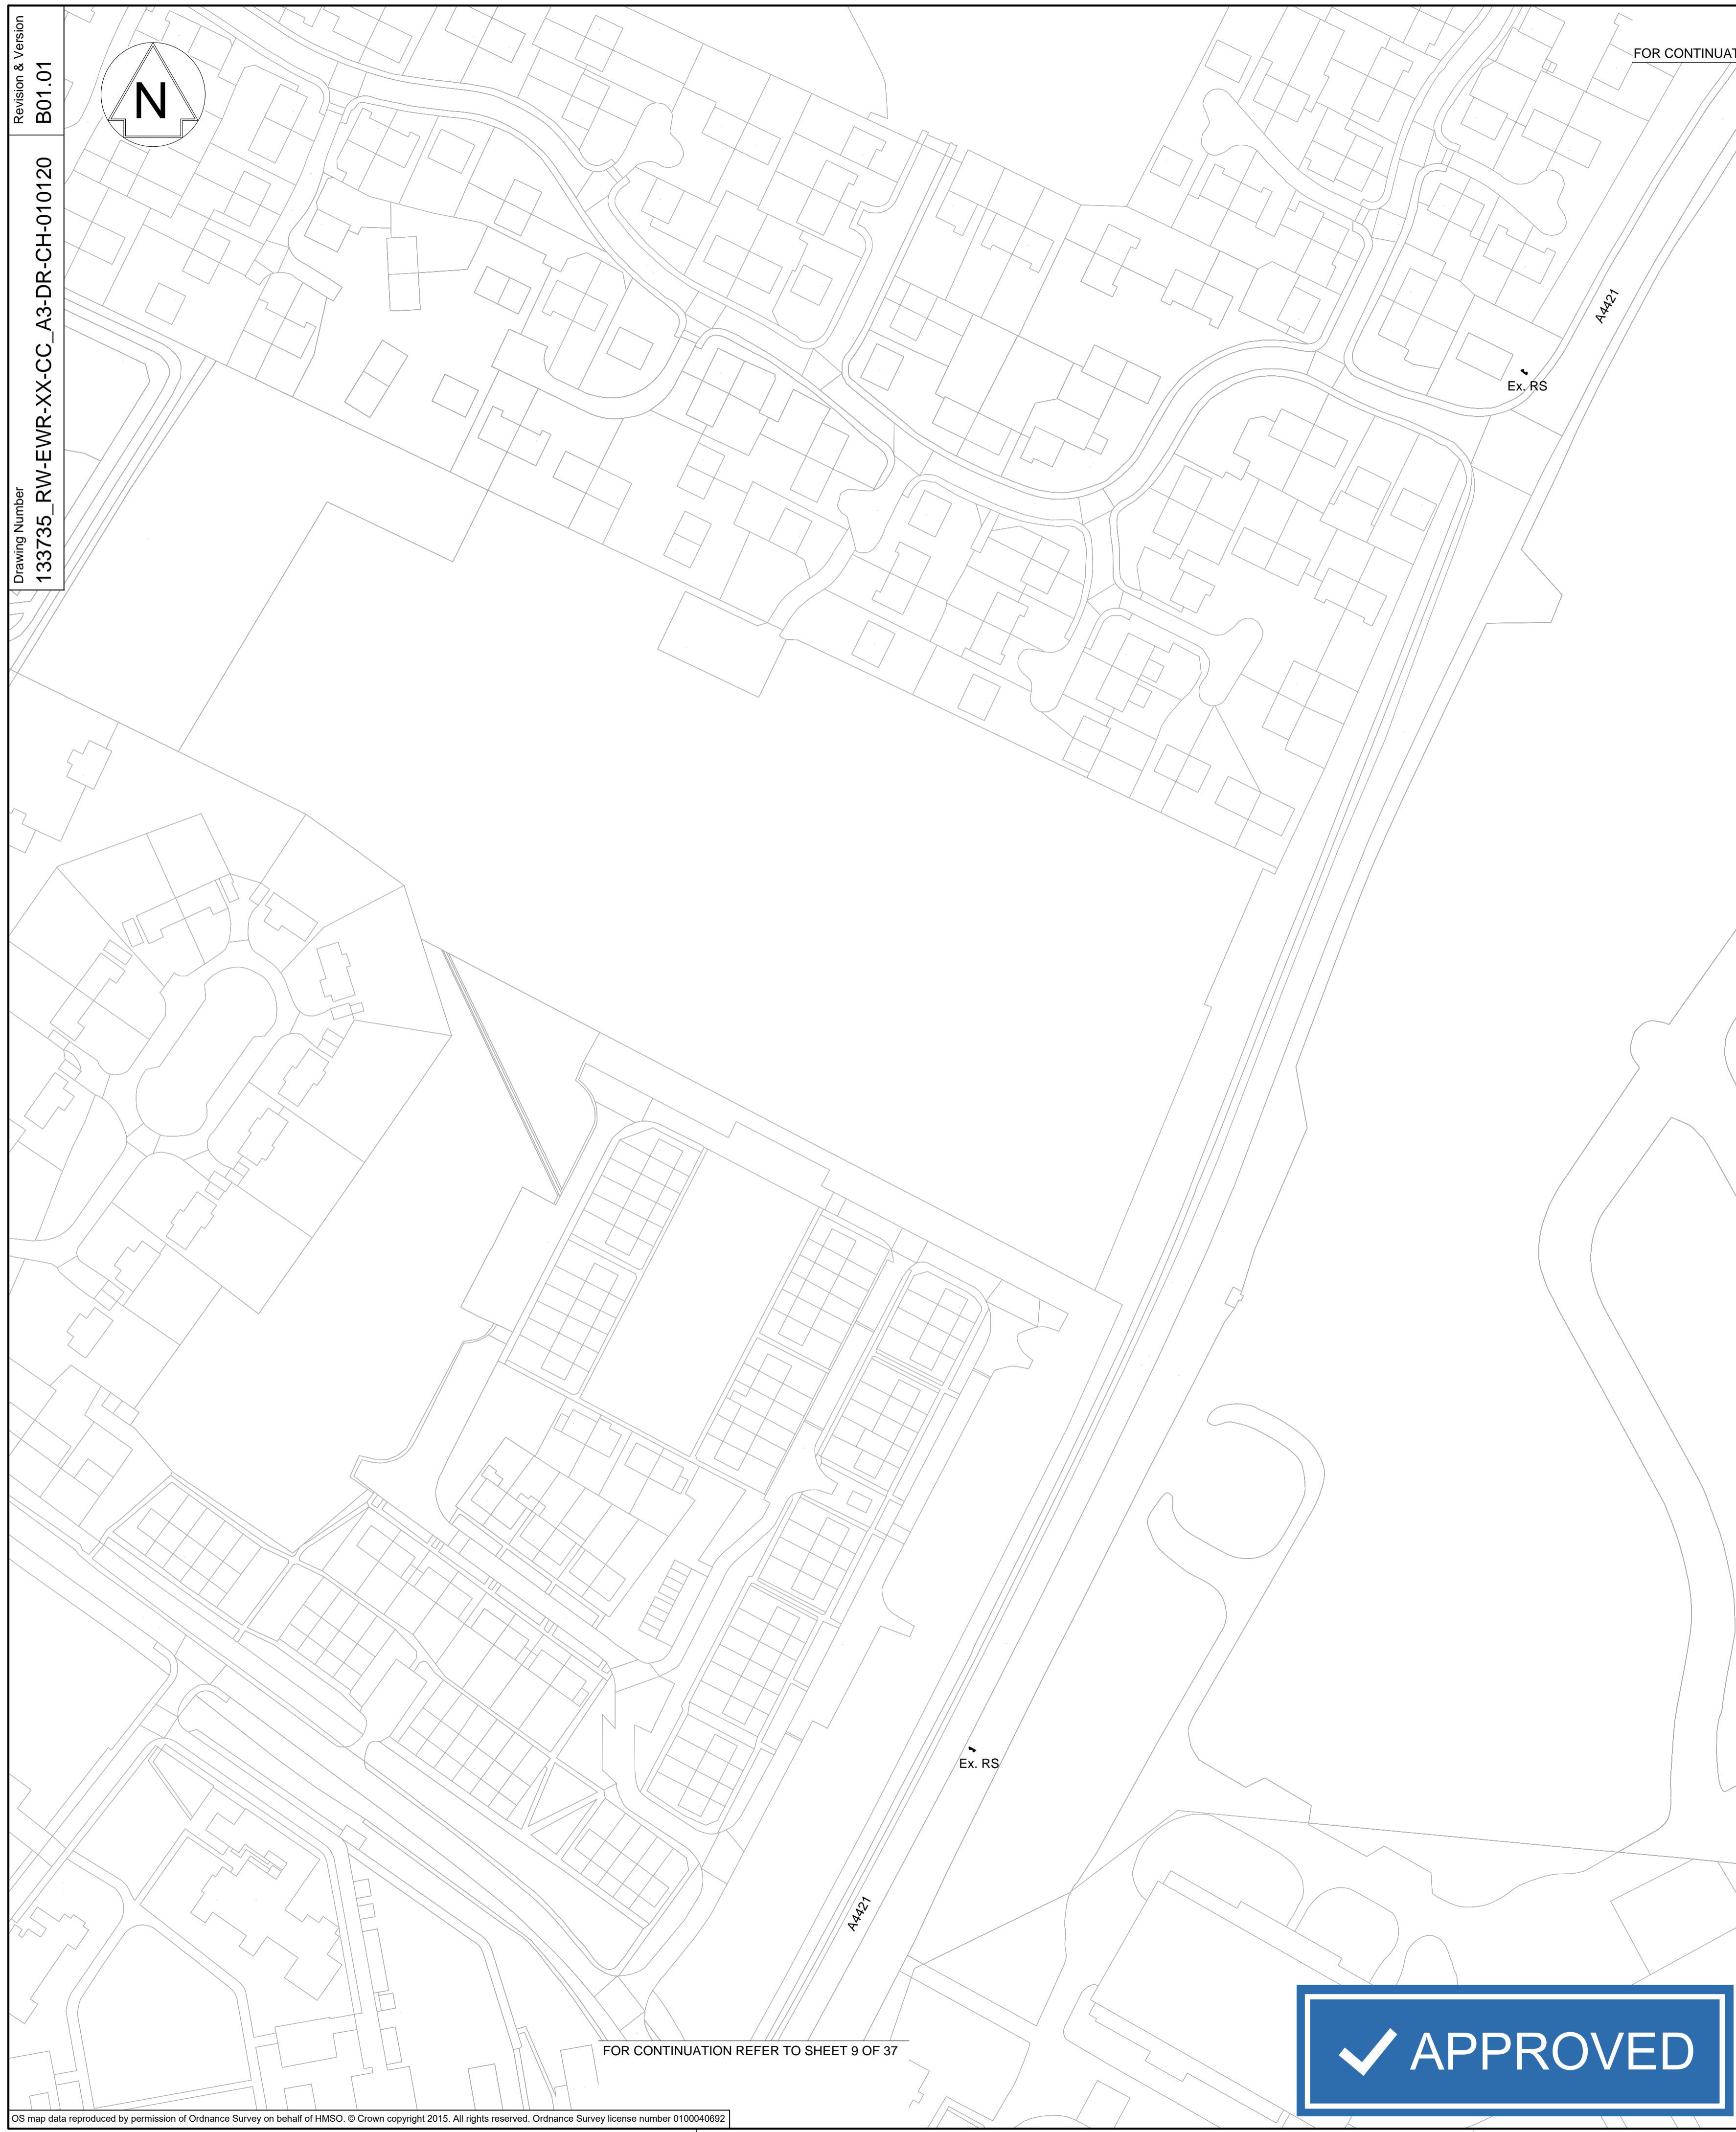 Revision & Version
B01.01
Drawing Number
133735_RW-EWR-XX-CC_A3-DR-CH-010120
N
FOR CONTINUAT
A4421
Ex. RS
Ex. RS
A4421
FOR CONTINUATION REFER TO SHEET 9 OF 37
APPROVED
OS map data reproduced by permission of Ordnance Survey on behalf of HMSO. © Crown copyright 2015. All rights reserved. Ordnance Survey license number 0100040692